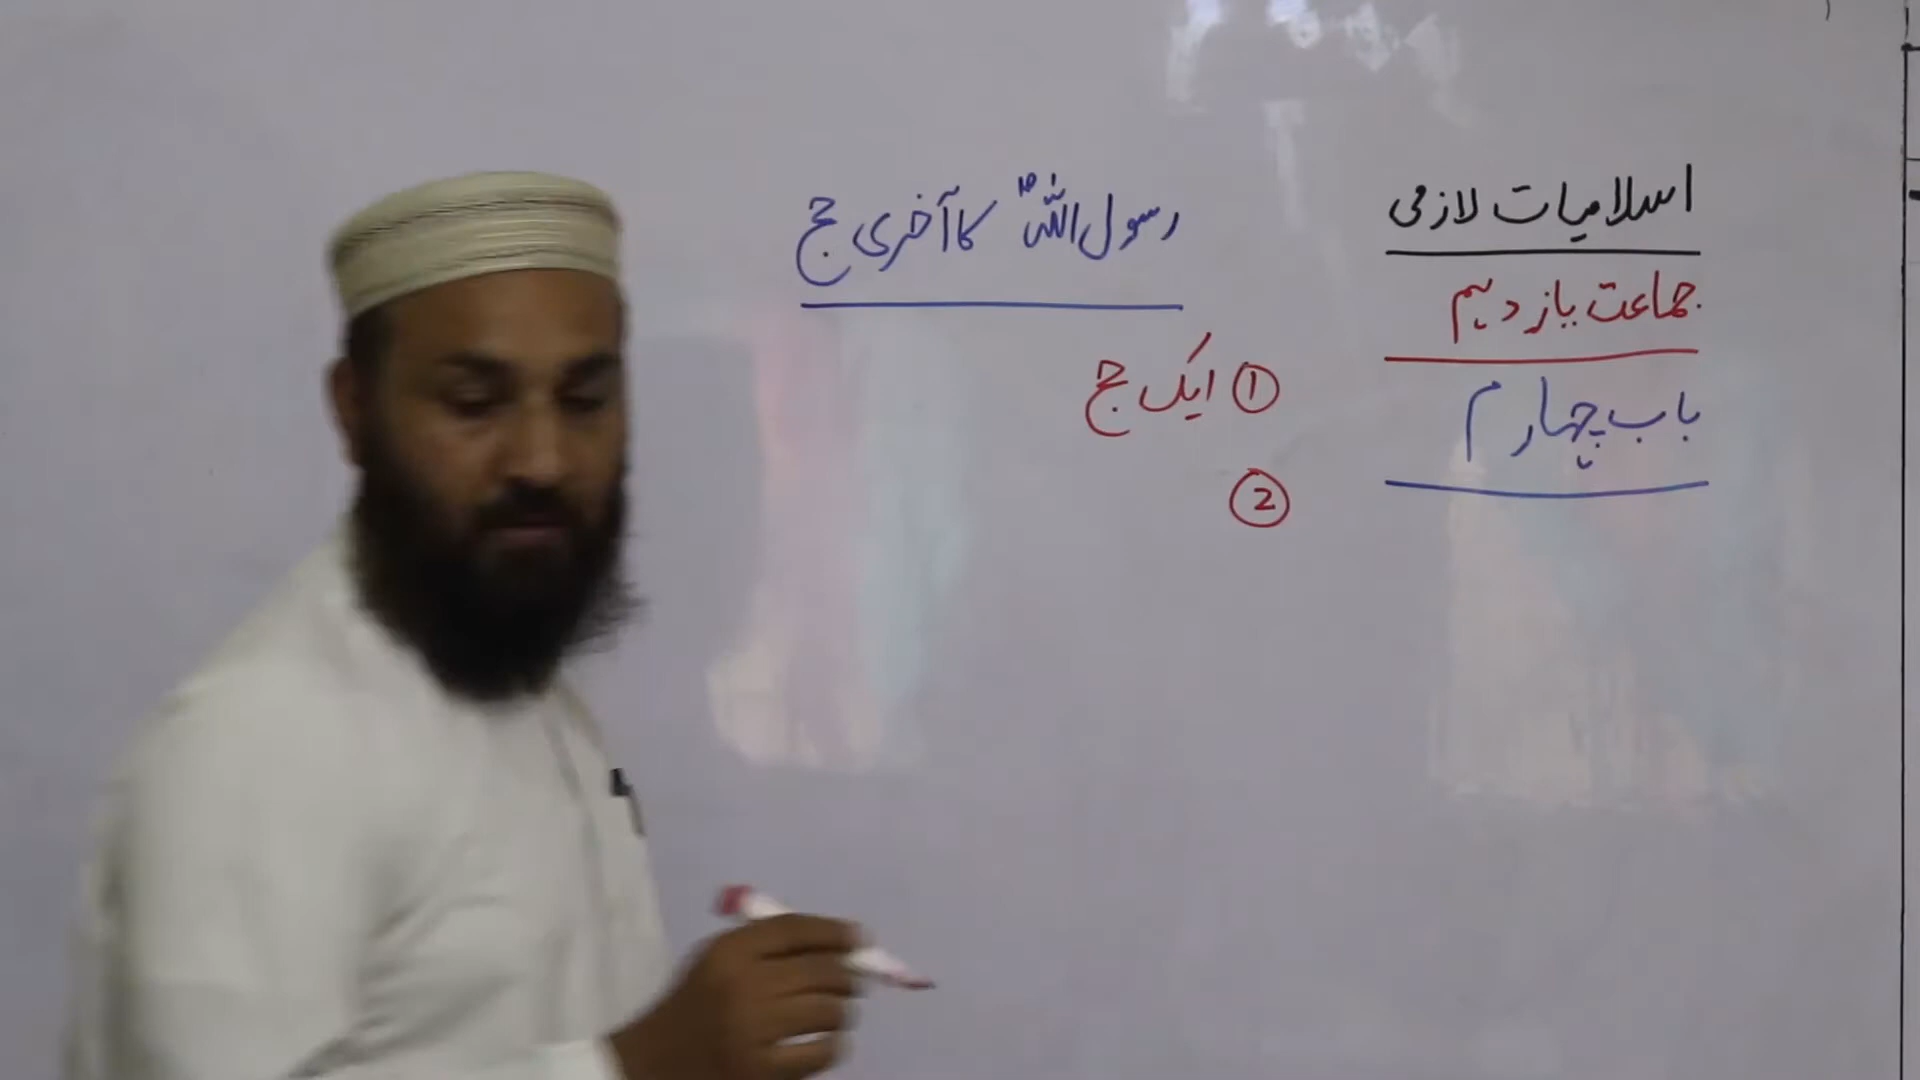 اسلامیات لازمی
جماعت یازدہم
باب چہارم
رسول اللہؐ کا آخری حج
① ایک حج
②